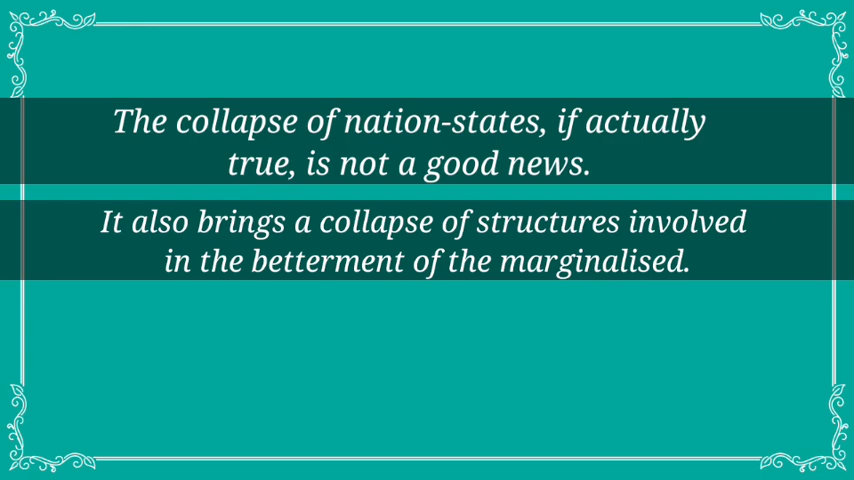 The collapse of nation-states, if actually
true, is not a good news.
It also brings a collapse of structures involved
in the betterment of the marginalised.